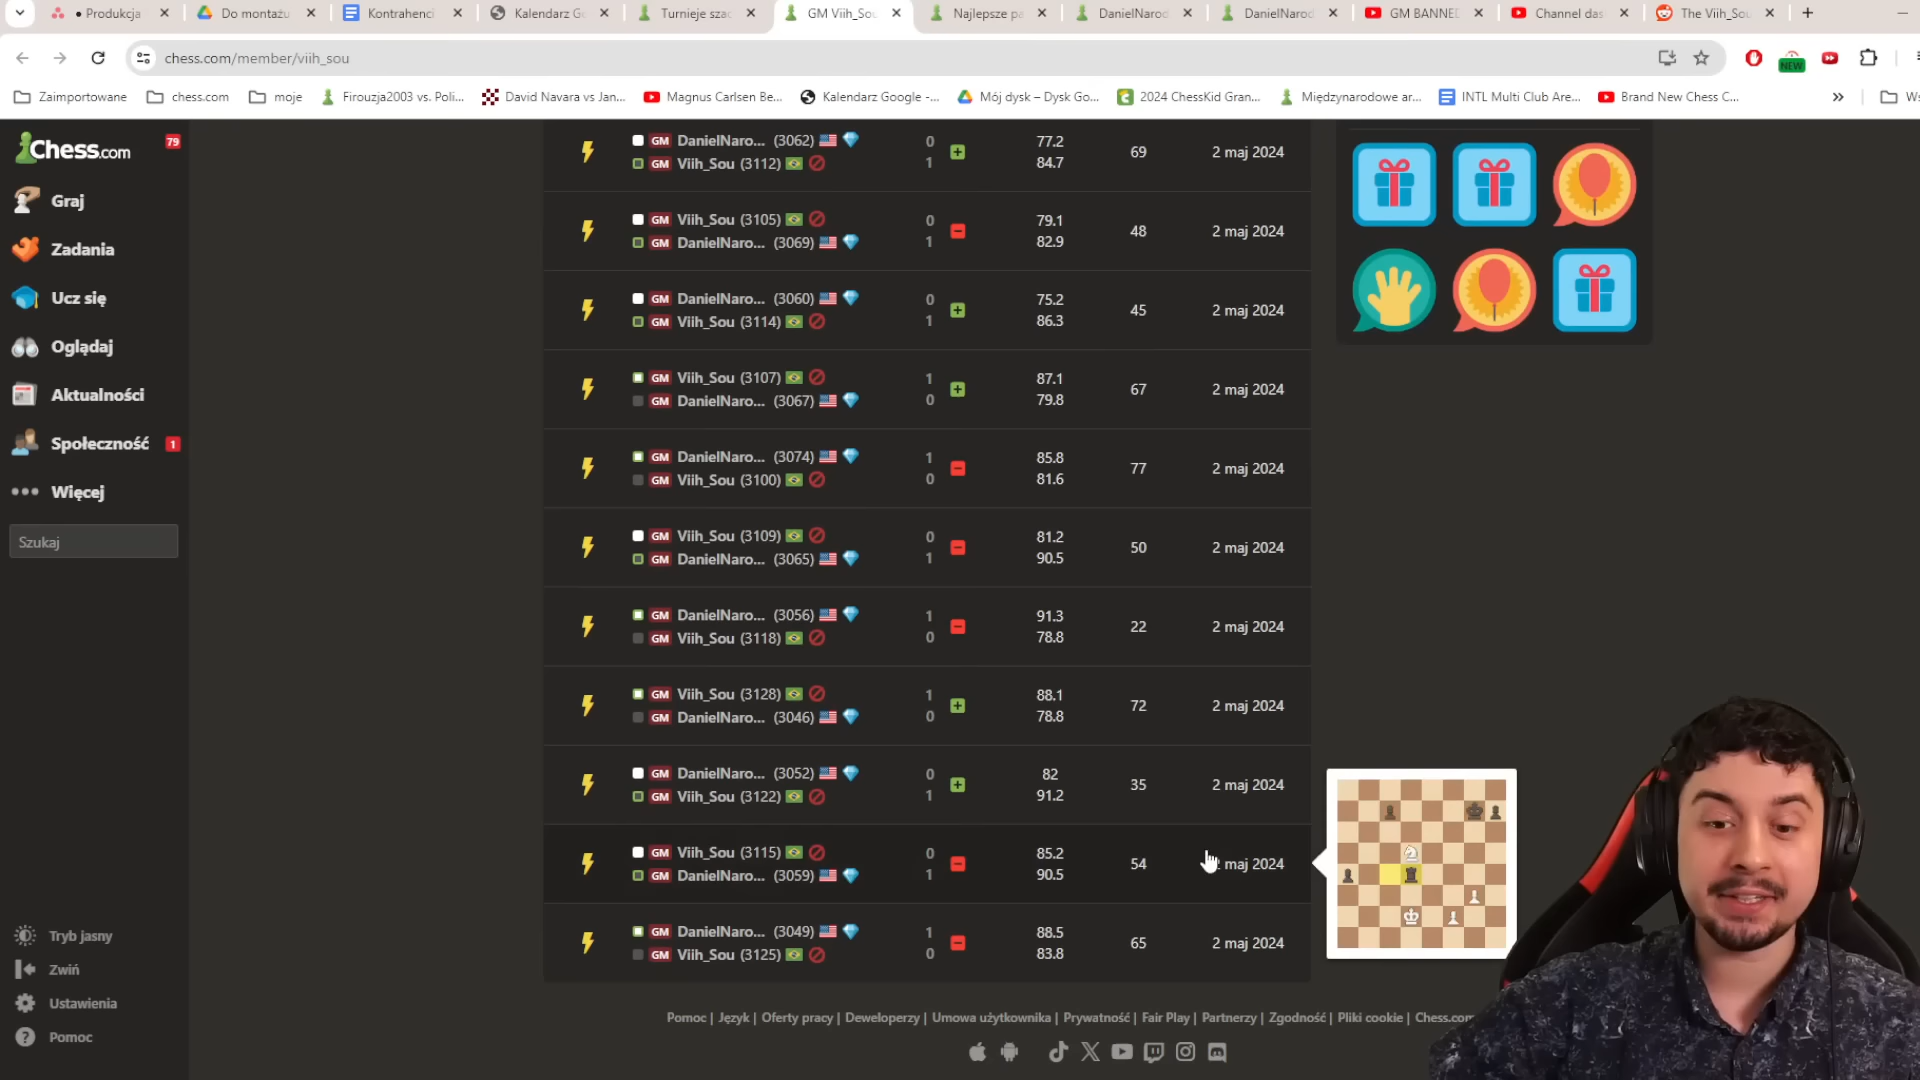 ● Produkcja
Do montażu
Kontrahenci
Kalendarz Go
Turnieje szac
GM Viih_Sou
Najlepsze pa
DanielNarod
DanielNarod
GM BANNED
Channel das
The Viih_Sou
chess.com/member/viih_sou
NEW
Zaimportowane
chess.com
moje
Firouzja2003 vs. Poli...
David Navara vs Jan...
Magnus Carlsen Be...
Kalendarz Google -...
Mój dysk – Dysk Go...
2024 ChessKid Gran...
Międzynarodowe ar...
INTL Multi Club Are...
Brand New Chess C...
»
Chess.com
79
Graj
Zadania
Ucz się
Oglądaj
Aktualności
Społeczność
1
Więcej
Szukaj
Tryb jasny
Zwiń
Ustawienia
Pomoc
GM DanielNaro... (3062) 0 77.2 69 2 maj 2024
GM Viih_Sou (3112) 1 84.7
GM Viih_Sou (3105) 0 79.1 48 2 maj 2024
GM DanielNaro... (3069) 1 82.9
GM DanielNaro... (3060) 0 75.2 45 2 maj 2024
GM Viih_Sou (3114) 1 86.3
GM Viih_Sou (3107) 1 87.1 67 2 maj 2024
GM DanielNaro... (3067) 0 79.8
GM DanielNaro... (3074) 1 85.8 77 2 maj 2024
GM Viih_Sou (3100) 0 81.6
GM Viih_Sou (3109) 0 81.2 50 2 maj 2024
GM DanielNaro... (3065) 1 90.5
GM DanielNaro... (3056) 1 91.3 22 2 maj 2024
GM Viih_Sou (3118) 0 78.8
GM Viih_Sou (3128) 1 88.1 72 2 maj 2024
GM DanielNaro... (3046) 0 78.8
GM DanielNaro... (3052) 0 82 35 2 maj 2024
GM Viih_Sou (3122) 1 91.2
GM Viih_Sou (3115) 0 85.2 54 maj 2024
GM DanielNaro... (3059) 1 90.5
GM DanielNaro... (3049) 1 88.5 65 2 maj 2024
GM Viih_Sou (3125) 0 83.8
Pomoc | Język | Oferty pracy | Deweloperzy | Umowa użytkownika | Prywatność | Fair Play | Partnerzy | Zgodność | Pliki cookie | Chess.com